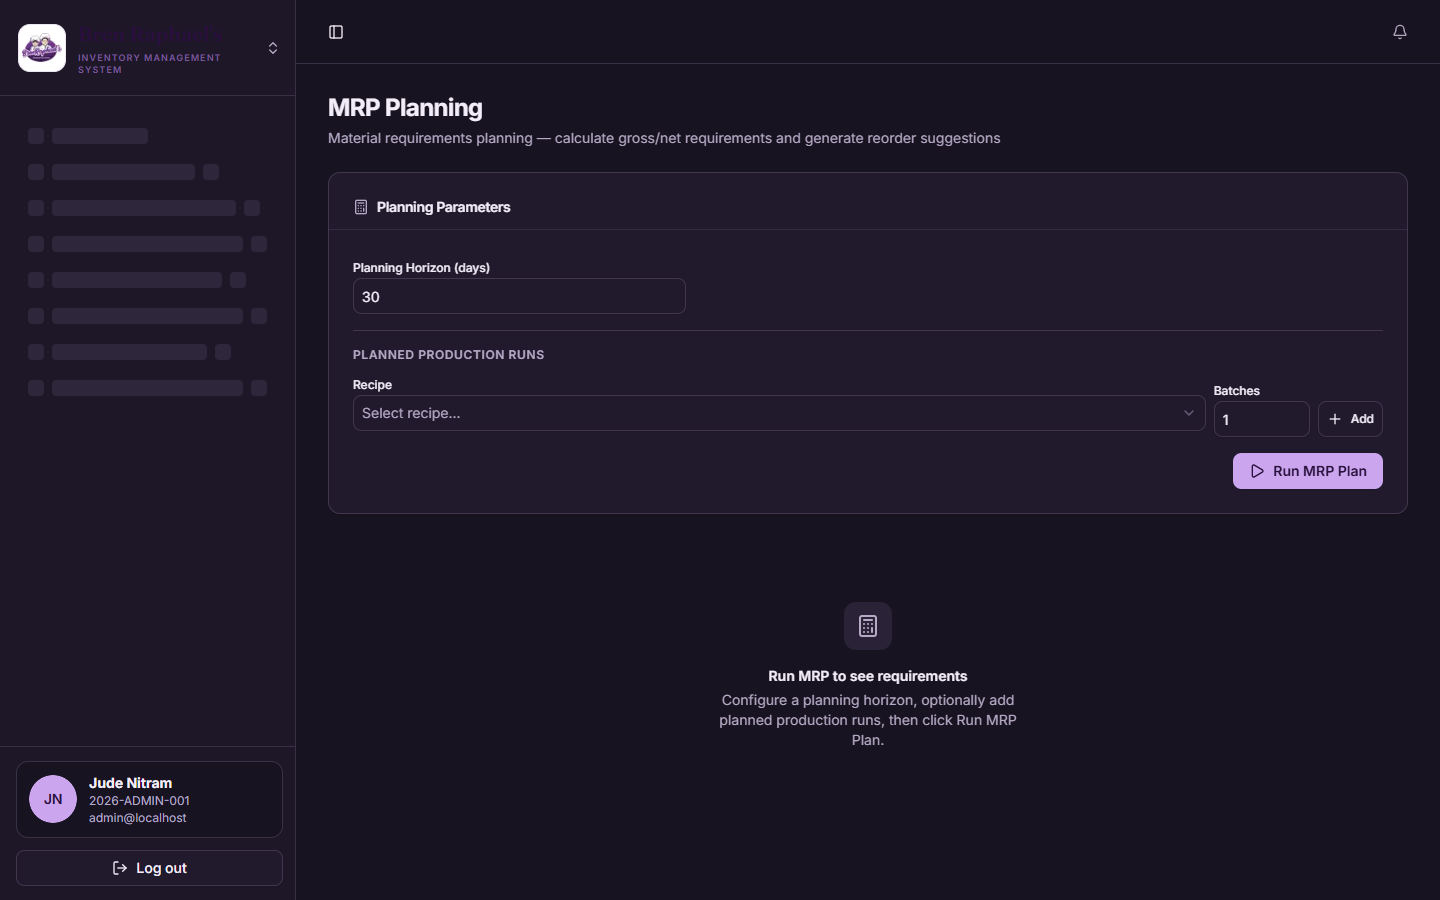 INVENTORY MANAGEMENT
SYSTEM
MRP Planning
Material requirements planning — calculate gross/net requirements and generate reorder suggestions
Planning Parameters
Planning Horizon (days)
30
PLANNED PRODUCTION RUNS
Recipe
Batches
Select recipe...
1
Add
Run MRP Plan
Run MRP to see requirements
Configure a planning horizon, optionally add
planned production runs, then click Run MRP
Plan.
JN
Jude Nitram
2026-ADMIN-001
admin@localhost
Log out